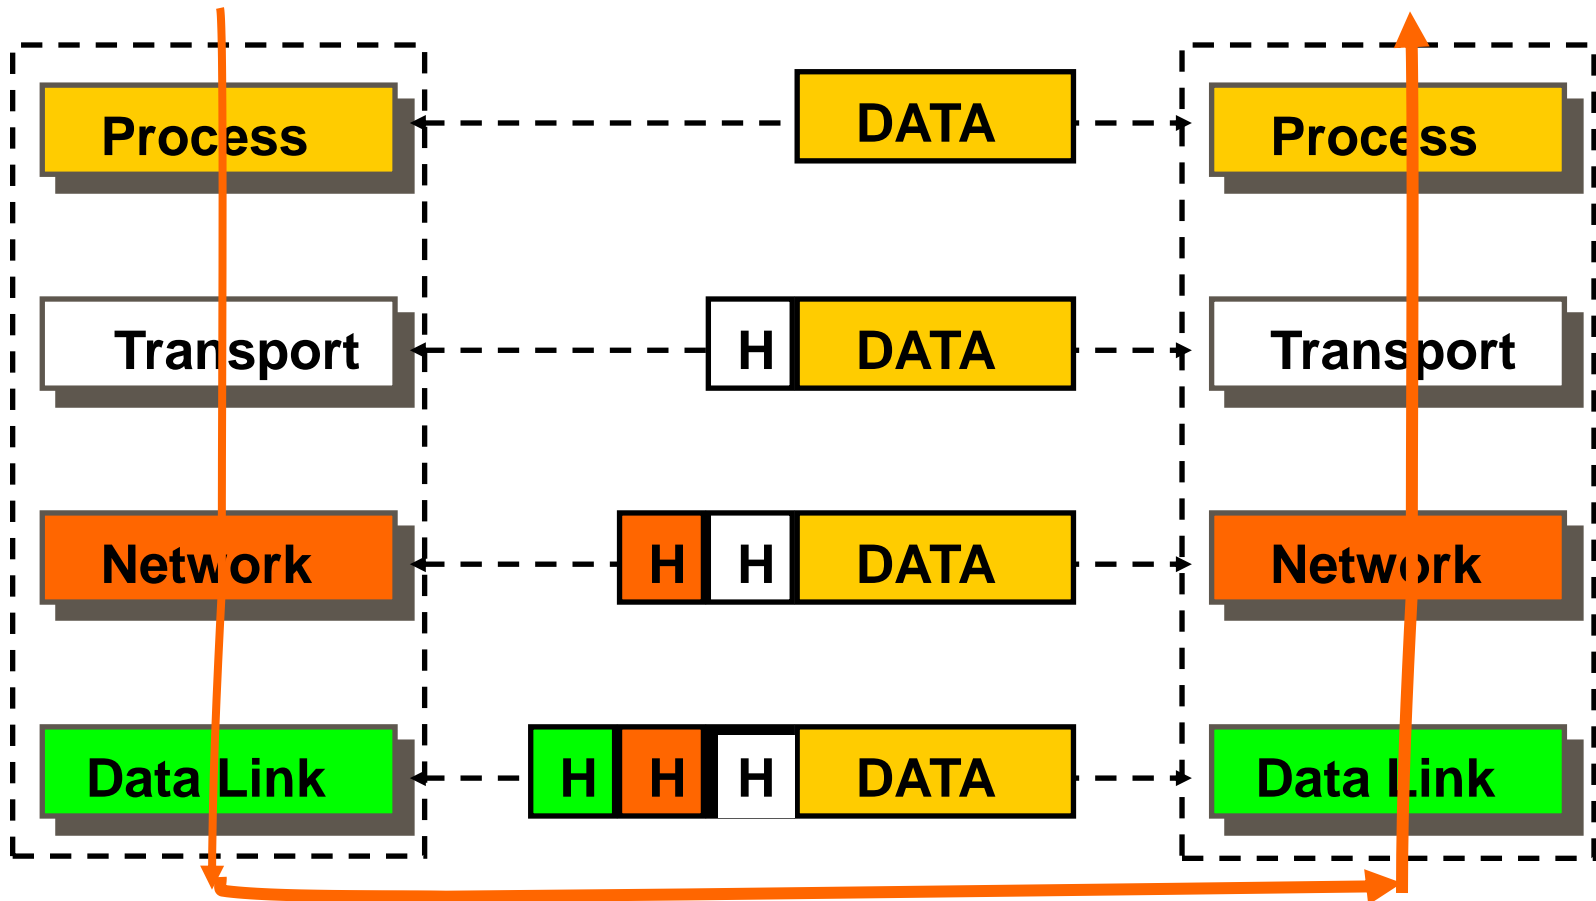 Process DATA Process
Transport H DATA Transport
Network H H DATA Network
Data Link H H H DATA Data Link